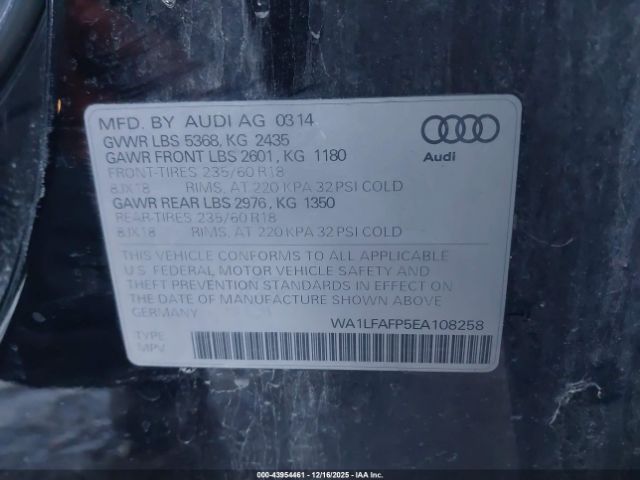 MFD. BY AUDI AG 0314
GVWR LBS 5368, KG 2435
GAWR FRONT LBS 2601, KG 1180
FRONT-TIRES 235/60 R18
8JX18 RIMS, AT 220 KPA 32 PSI COLD
GAWR REAR LBS 2976, KG 1350
REAR-TIRES 235/60 R18
8JX18 RIMS, AT 220 KPA 32 PSI COLD
Audi
THIS VEHICLE CONFORMS TO ALL APPLICABLE
U.S. FEDERAL MOTOR VEHICLE SAFETY AND
THEFT PREVENTION STANDARDS IN EFFECT ON
DATE OF MANUFACTURE SHOWN ABOVE
GERMANY
WA1LFAFP5EA108258
TYPE
MPV
000-43954461 - 12/16/2025 - IAA Inc.